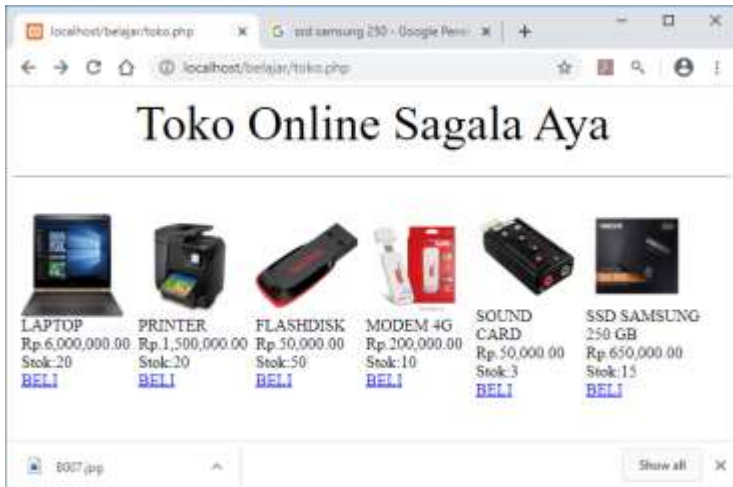 localhost/belajar/toko.php
ssd samsung 250 - Google Pene
localhost/belajar/toko.php
Toko Online Sagala Aya
LAPTOP
Rp.6,000,000.00
Stok:20
BELI
PRINTER
Rp.1,500,000.00
Stok:20
BELI
FLASHDISK
Rp.50,000.00
Stok:50
BELI
MODEM 4G
Rp.200,000.00
Stok:10
BELI
SOUND
CARD
Rp.50,000.00
Stok:3
BELI
SSD SAMSUNG
250 GB
Rp.650,000.00
Stok:15
BELI
B007.jpg
Show all